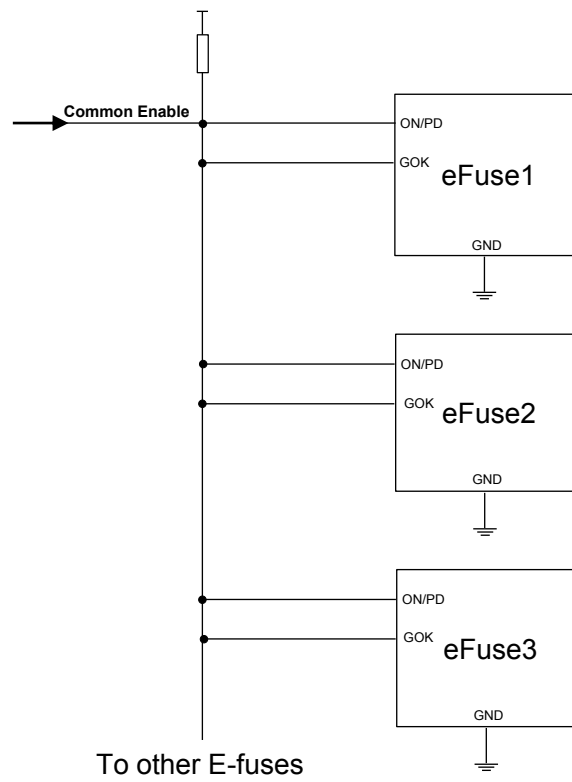 Common Enable
ON/PD
GOK
eFuse1
GND
ON/PD
GOK
eFuse2
GND
ON/PD
GOK
eFuse3
GND
To other E-fuses